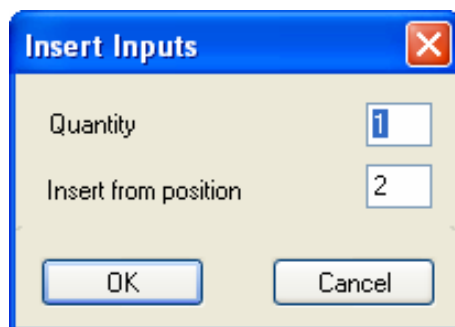 Insert Inputs
Quantity 1
Insert from position 2
OK Cancel